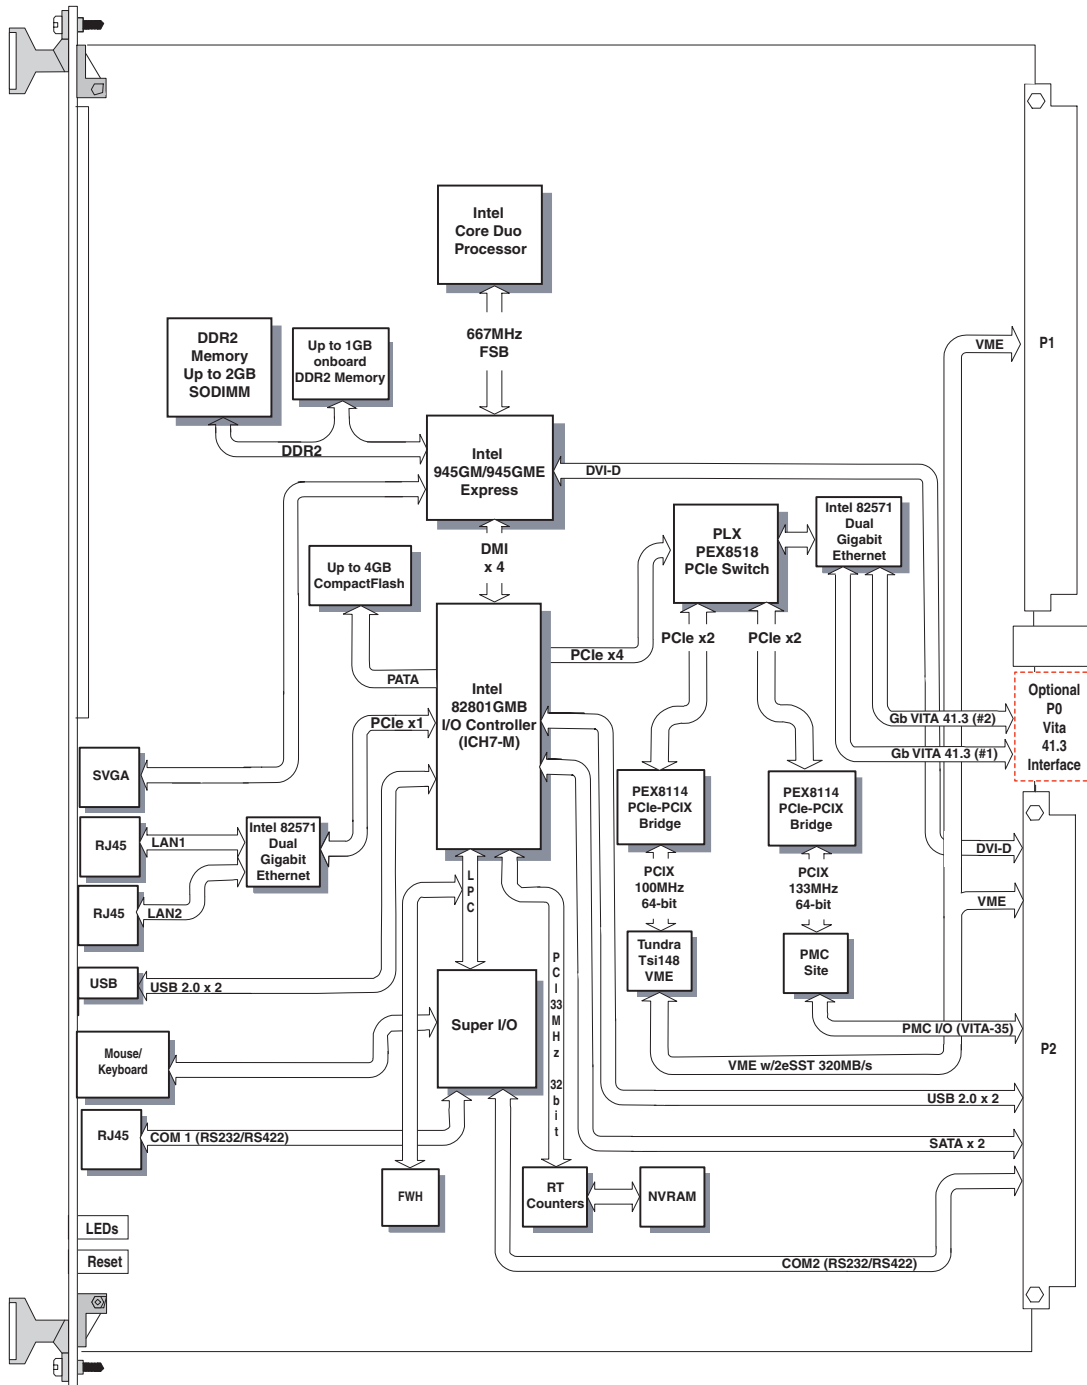 Intel
Core Duo
Processor
667MHz
FSB
DDR2
Memory
Up to 2GB
SODIMM
Up to 1GB
onboard
DDR2 Memory
DDR2
Intel
945GM/945GME
Express
DVI-D
VME
P1
DMI
x 4
Up to 4GB
CompactFlash
PATA
PLX
PEX8518
PCIe Switch
Intel 82571
Dual
Gigabit
Ethernet
PCIe x4
PCIe x2
PCIe x2
Intel
82801GMB
I/O Controller
(ICH7-M)
PCIe x1
Gb VITA 41.3 (#2)
Gb VITA 41.3 (#1)
Optional
P0
Vita
41.3
Interface
SVGA
RJ45
LAN1
Intel 82571
Dual
Gigabit
Ethernet
RJ45
LAN2
PEX8114
PCIe-PCIX
Bridge
PEX8114
PCIe-PCIX
Bridge
DVI-D
PCIX
100MHz
64-bit
PCIX
133MHz
64-bit
VME
LPC
PCI 33MHz 32bit
Tundra
Tsi148
VME
PMC
Site
USB
USB 2.0 x 2
Super I/O
PMC I/O (VITA-35)
P2
Mouse/
Keyboard
VME w/2eSST 320MB/s
USB 2.0 x 2
RJ45
COM 1 (RS232/RS422)
SATA x 2
FWH
RT
Counters
NVRAM
LEDs
Reset
COM2 (RS232/RS422)